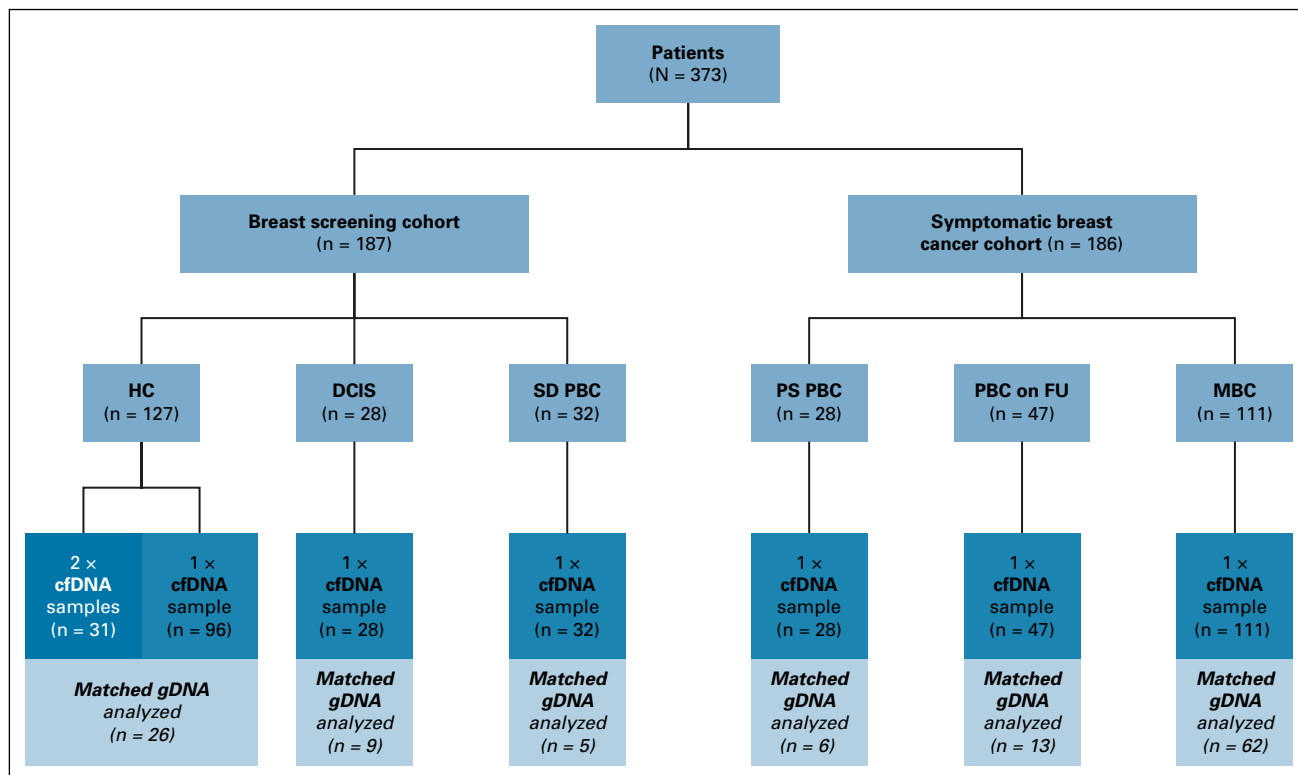 Patients
(N = 373)
Breast screening cohort
(n = 187)
Symptomatic breast
cancer cohort (n = 186)
HC
(n = 127)
DCIS
(n = 28)
SD PBC
(n = 32)
PS PBC
(n = 28)
PBC on FU
(n = 47)
MBC
(n = 111)
2 ×
cfDNA
samples
(n = 31)
1 ×
cfDNA
sample
(n = 96)
1 ×
cfDNA
sample
(n = 28)
1 ×
cfDNA
sample
(n = 32)
1 ×
cfDNA
sample
(n = 28)
1 ×
cfDNA
sample
(n = 47)
1 ×
cfDNA
sample
(n = 111)
Matched gDNA
analyzed
(n = 26)
Matched
gDNA
analyzed
(n = 9)
Matched
gDNA
analyzed
(n = 5)
Matched
gDNA
analyzed
(n = 6)
Matched
gDNA
analyzed
(n = 13)
Matched
gDNA
analyzed
(n = 62)